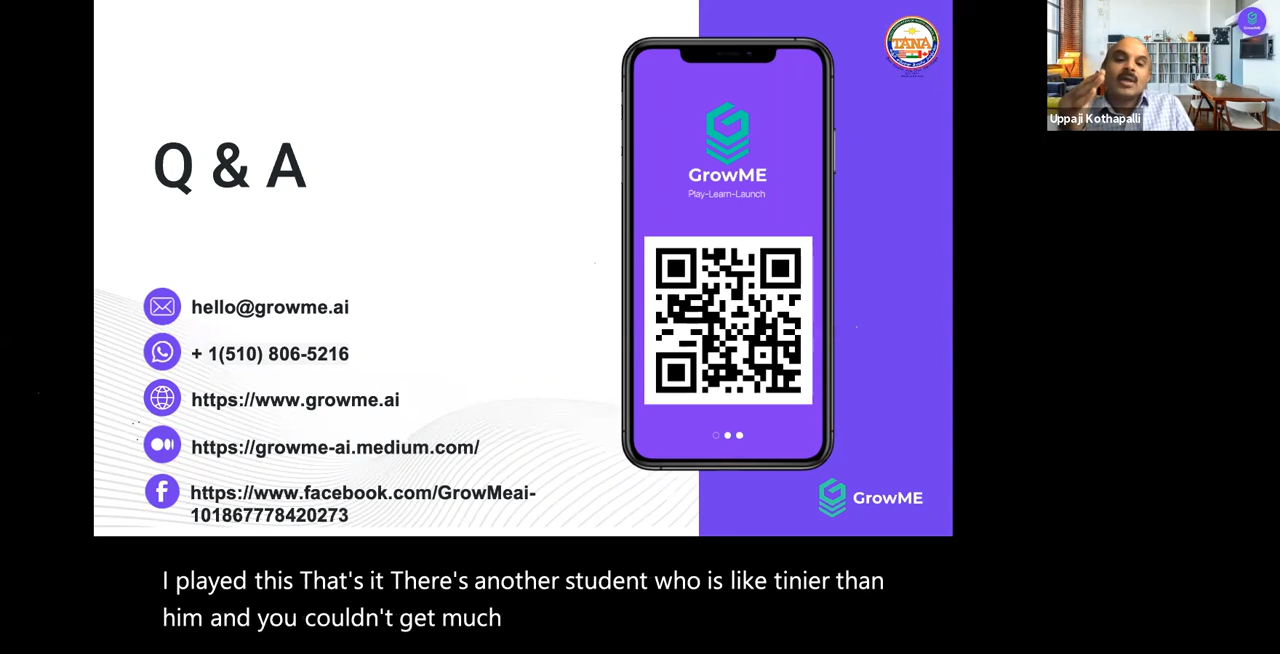 Q & A
hello@growme.ai
+ 1(510) 806-5216
https://www.growme.ai
https://growme-ai.medium.com/
https://www.facebook.com/GrowMeai-
101867778420273
GrowME
Play-Learn-Launch
TANA
GrowME
Uppaji Kothapalli
I played this That's it There's another student who is like tinier than
him and you couldn't get much